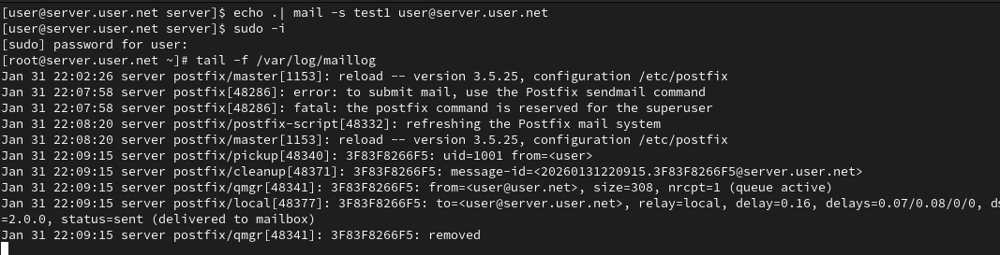 [user@server.user.net server]$ echo .| mail -s test1 user@server.user.net
[user@server.user.net server]$ sudo -i
[sudo] password for user:
[root@server.user.net ~]# tail -f /var/log/maillog
Jan 31 22:02:26 server postfix/master[1153]: reload -- version 3.5.25, configuration /etc/postfix
Jan 31 22:07:58 server postfix[48286]: error: to submit mail, use the Postfix sendmail command
Jan 31 22:07:58 server postfix[48286]: fatal: the postfix command is reserved for the superuser
Jan 31 22:08:20 server postfix/postfix-script[48332]: refreshing the Postfix mail system
Jan 31 22:08:20 server postfix/master[1153]: reload -- version 3.5.25, configuration /etc/postfix
Jan 31 22:09:15 server postfix/pickup[48340]: 3F83F8266F5: uid=1001 from=<user>
Jan 31 22:09:15 server postfix/cleanup[48371]: 3F83F8266F5: message-id=<20260131220915.3F83F8266F5@server.user.net>
Jan 31 22:09:15 server postfix/qmgr[48341]: 3F83F8266F5: from=<user@user.net>, size=308, nrcpt=1 (queue active)
Jan 31 22:09:15 server postfix/local[48377]: 3F83F8266F5: to=<user@server.user.net>, relay=local, delay=0.16, delays=0.07/0.08/0/0, ds
=2.0.0, status=sent (delivered to mailbox)
Jan 31 22:09:15 server postfix/qmgr[48341]: 3F83F8266F5: removed